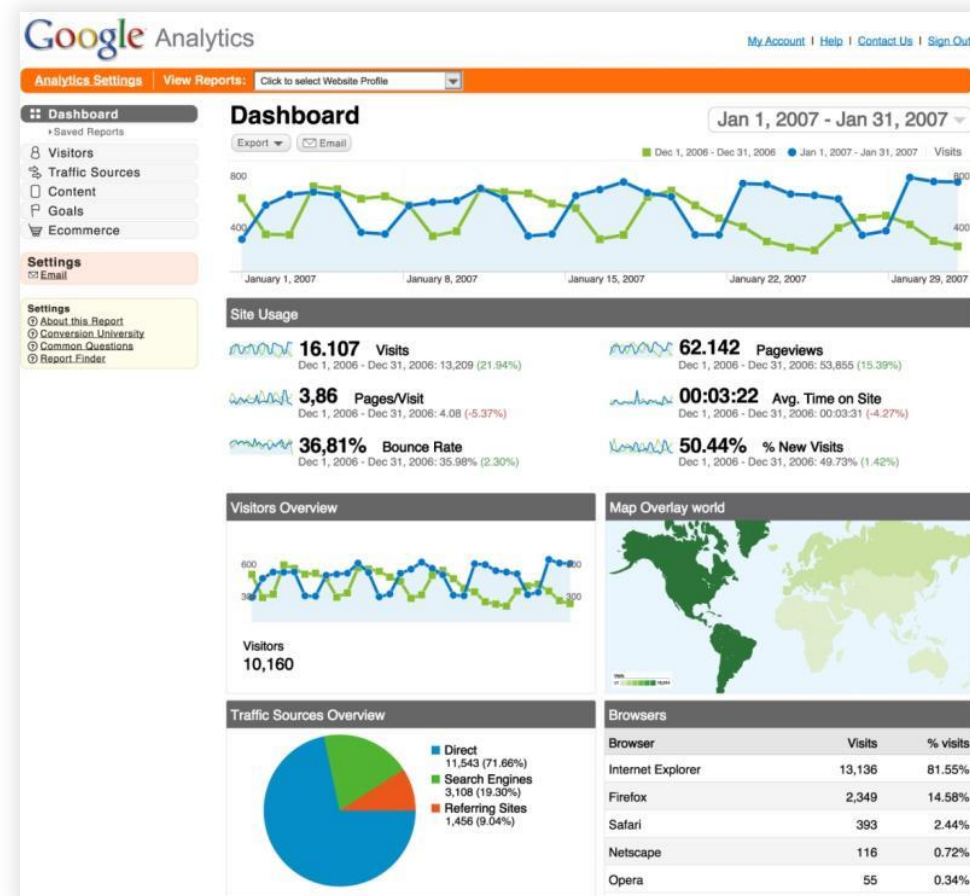 Google Analytics
My Account | Help | Contact Us | Sign Out
Analytics Settings | View Reports: Click to select Website Profile
Dashboard
Saved Reports
Visitors
Traffic Sources
Content
Goals
Ecommerce
Settings
Email
Settings
About this Report
Conversion University
Common Questions
Report Finder
Dashboard
Jan 1, 2007 - Jan 31, 2007
Export
Email
Dec 1, 2006 - Dec 31, 2006 Jan 1, 2007 - Jan 31, 2007 Visits
800 800
400 400
January 1, 2007 January 8, 2007 January 15, 2007 January 22, 2007 January 29, 2007
Site Usage
16.107 Visits
Dec 1, 2006 - Dec 31, 2006: 13,209 (21.94%)
62.142 Pageviews
Dec 1, 2006 - Dec 31, 2006: 53,855 (15.39%)
3,86 Pages/Visit
Dec 1, 2006 - Dec 31, 2006: 4.08 (-5.37%)
00:03:22 Avg. Time on Site
Dec 1, 2006 - Dec 31, 2006: 00:03:31 (-4.27%)
36,81% Bounce Rate
Dec 1, 2006 - Dec 31, 2006: 35.98% (2.30%)
50.44% % New Visits
Dec 1, 2006 - Dec 31, 2006: 49.73% (1.42%)
Visitors Overview
600
300
Visitors
10,160
Map Overlay world
Traffic Sources Overview
Direct
11,543 (71.66%)
Search Engines
3,108 (19.30%)
Referring Sites
1,456 (9.04%)
Browsers
Browser Visits % visits
Internet Explorer 13,136 81.55%
Firefox 2,349 14.58%
Safari 393 2.44%
Netscape 116 0.72%
Opera 55 0.34%